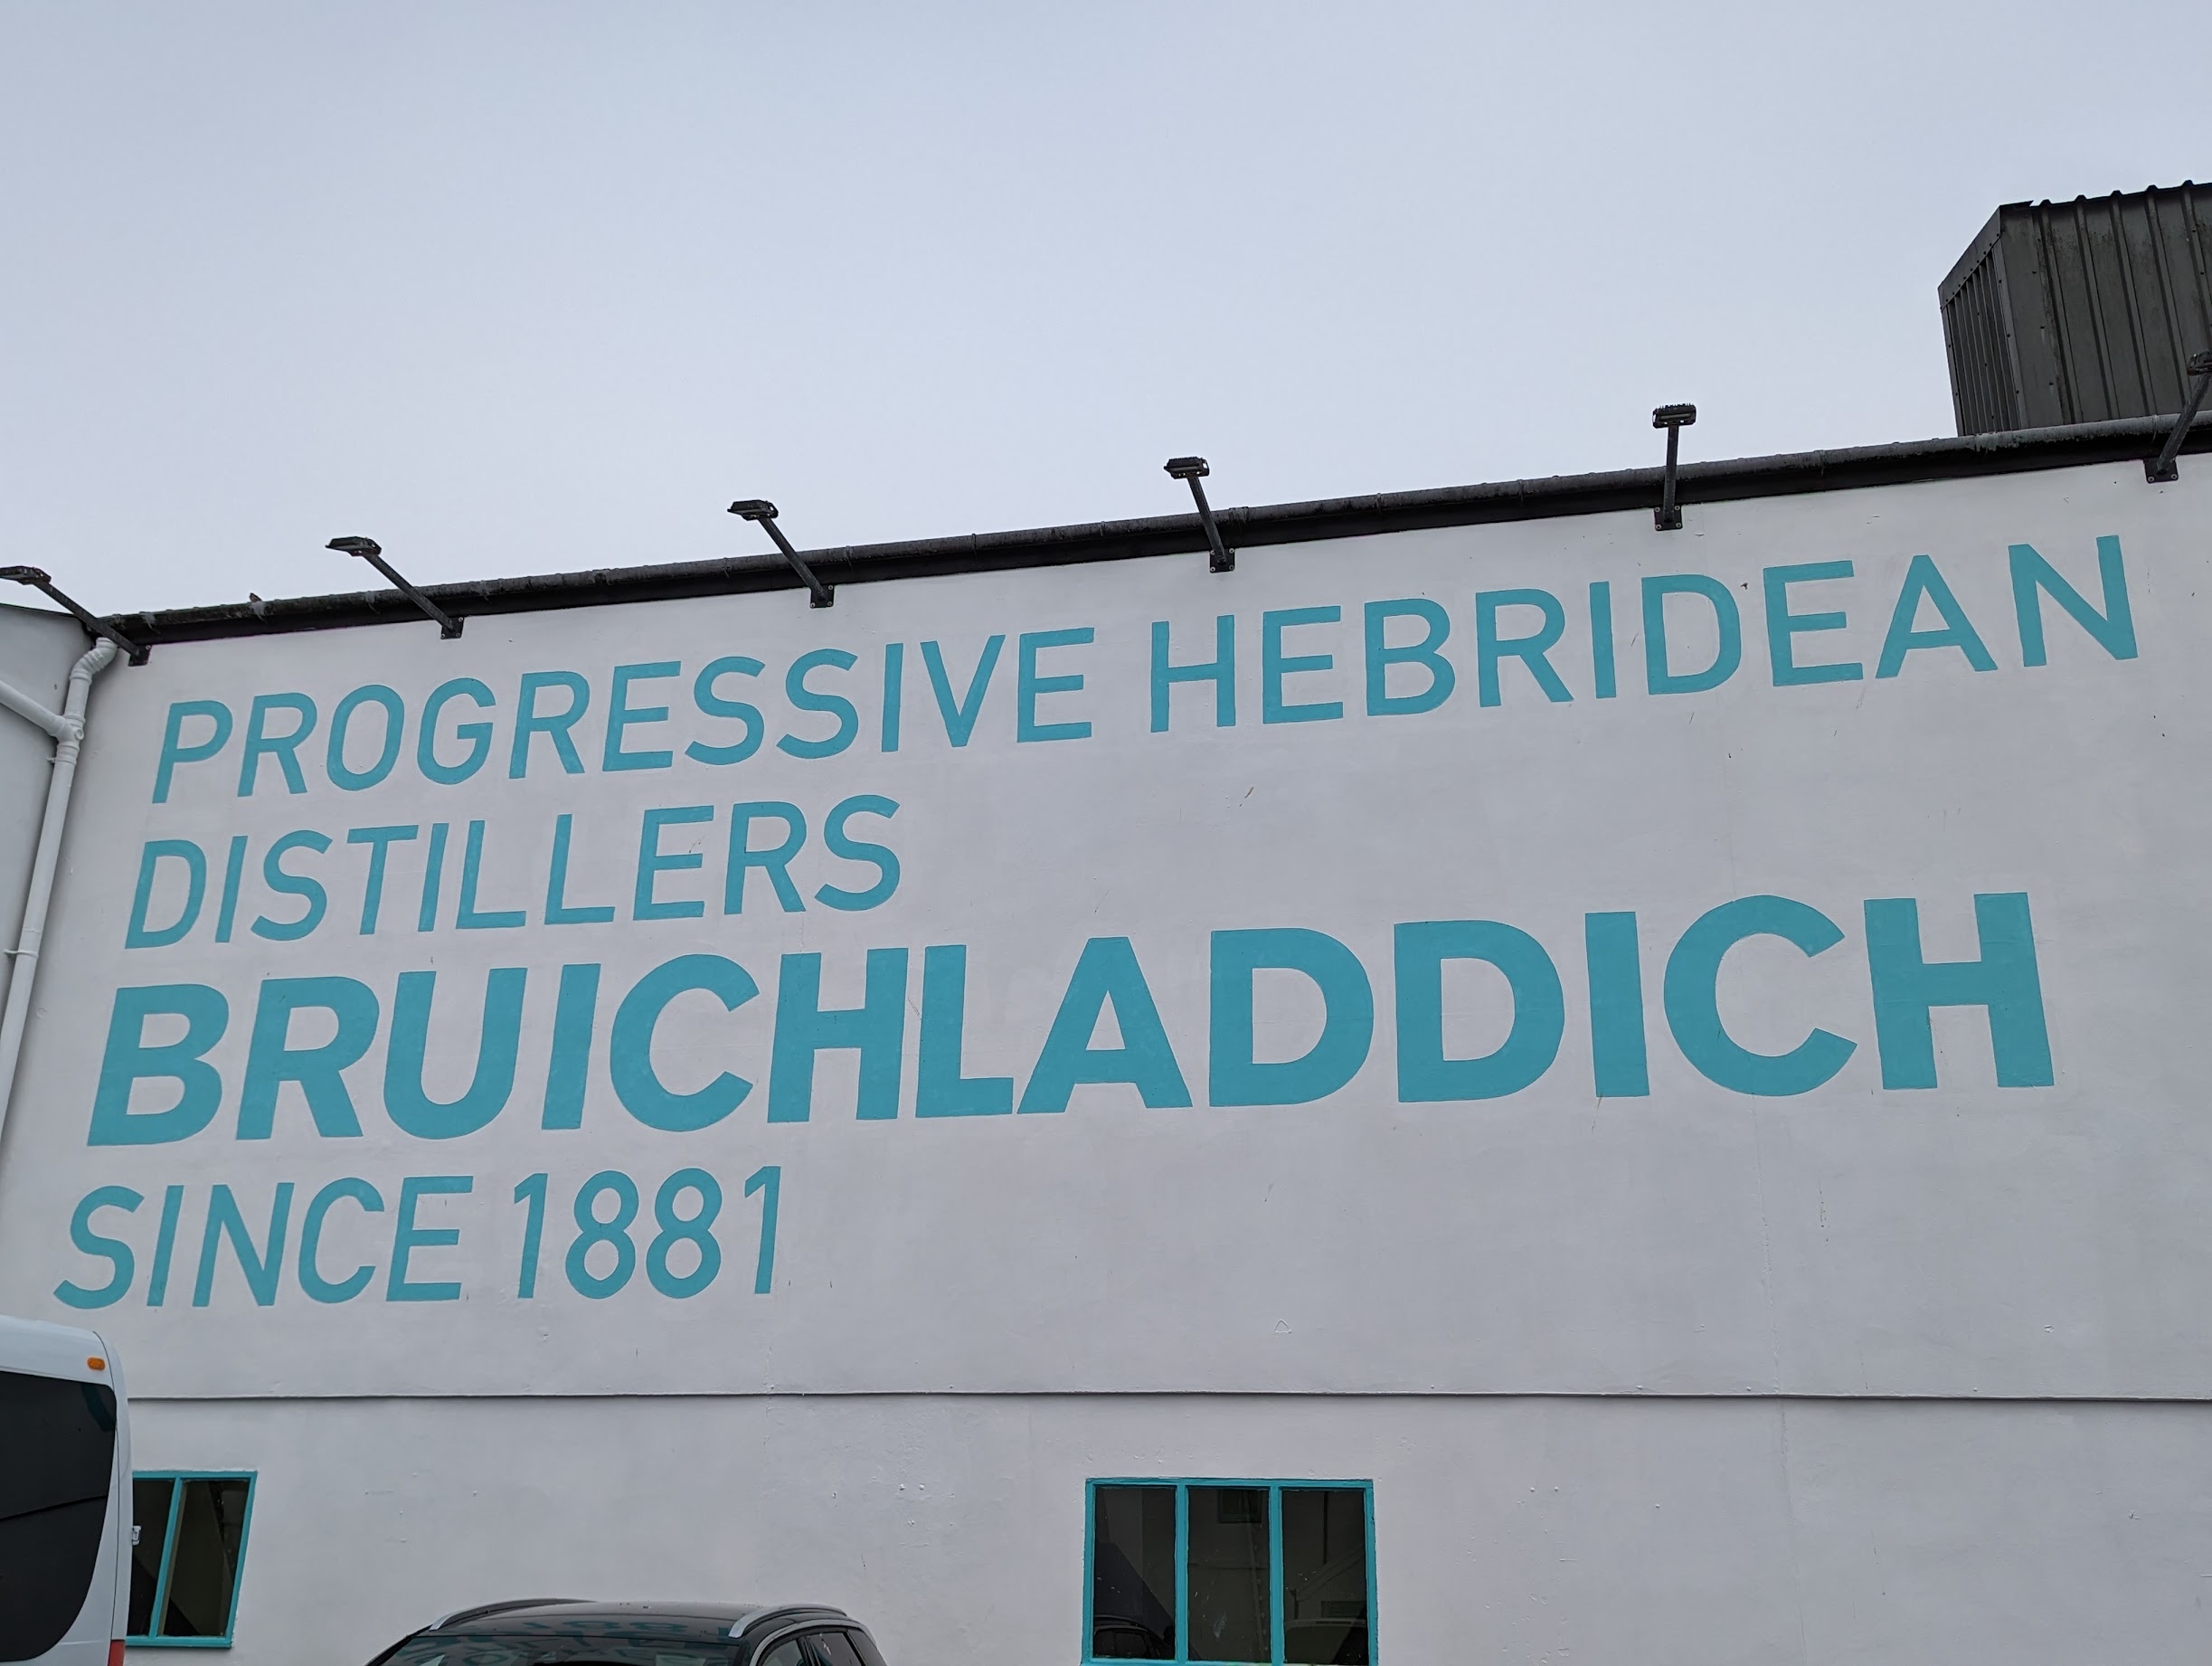 PROGRESSIVE HEBRIDEAN
DISTILLERS
BRUICHLADDICH
SINCE 1881